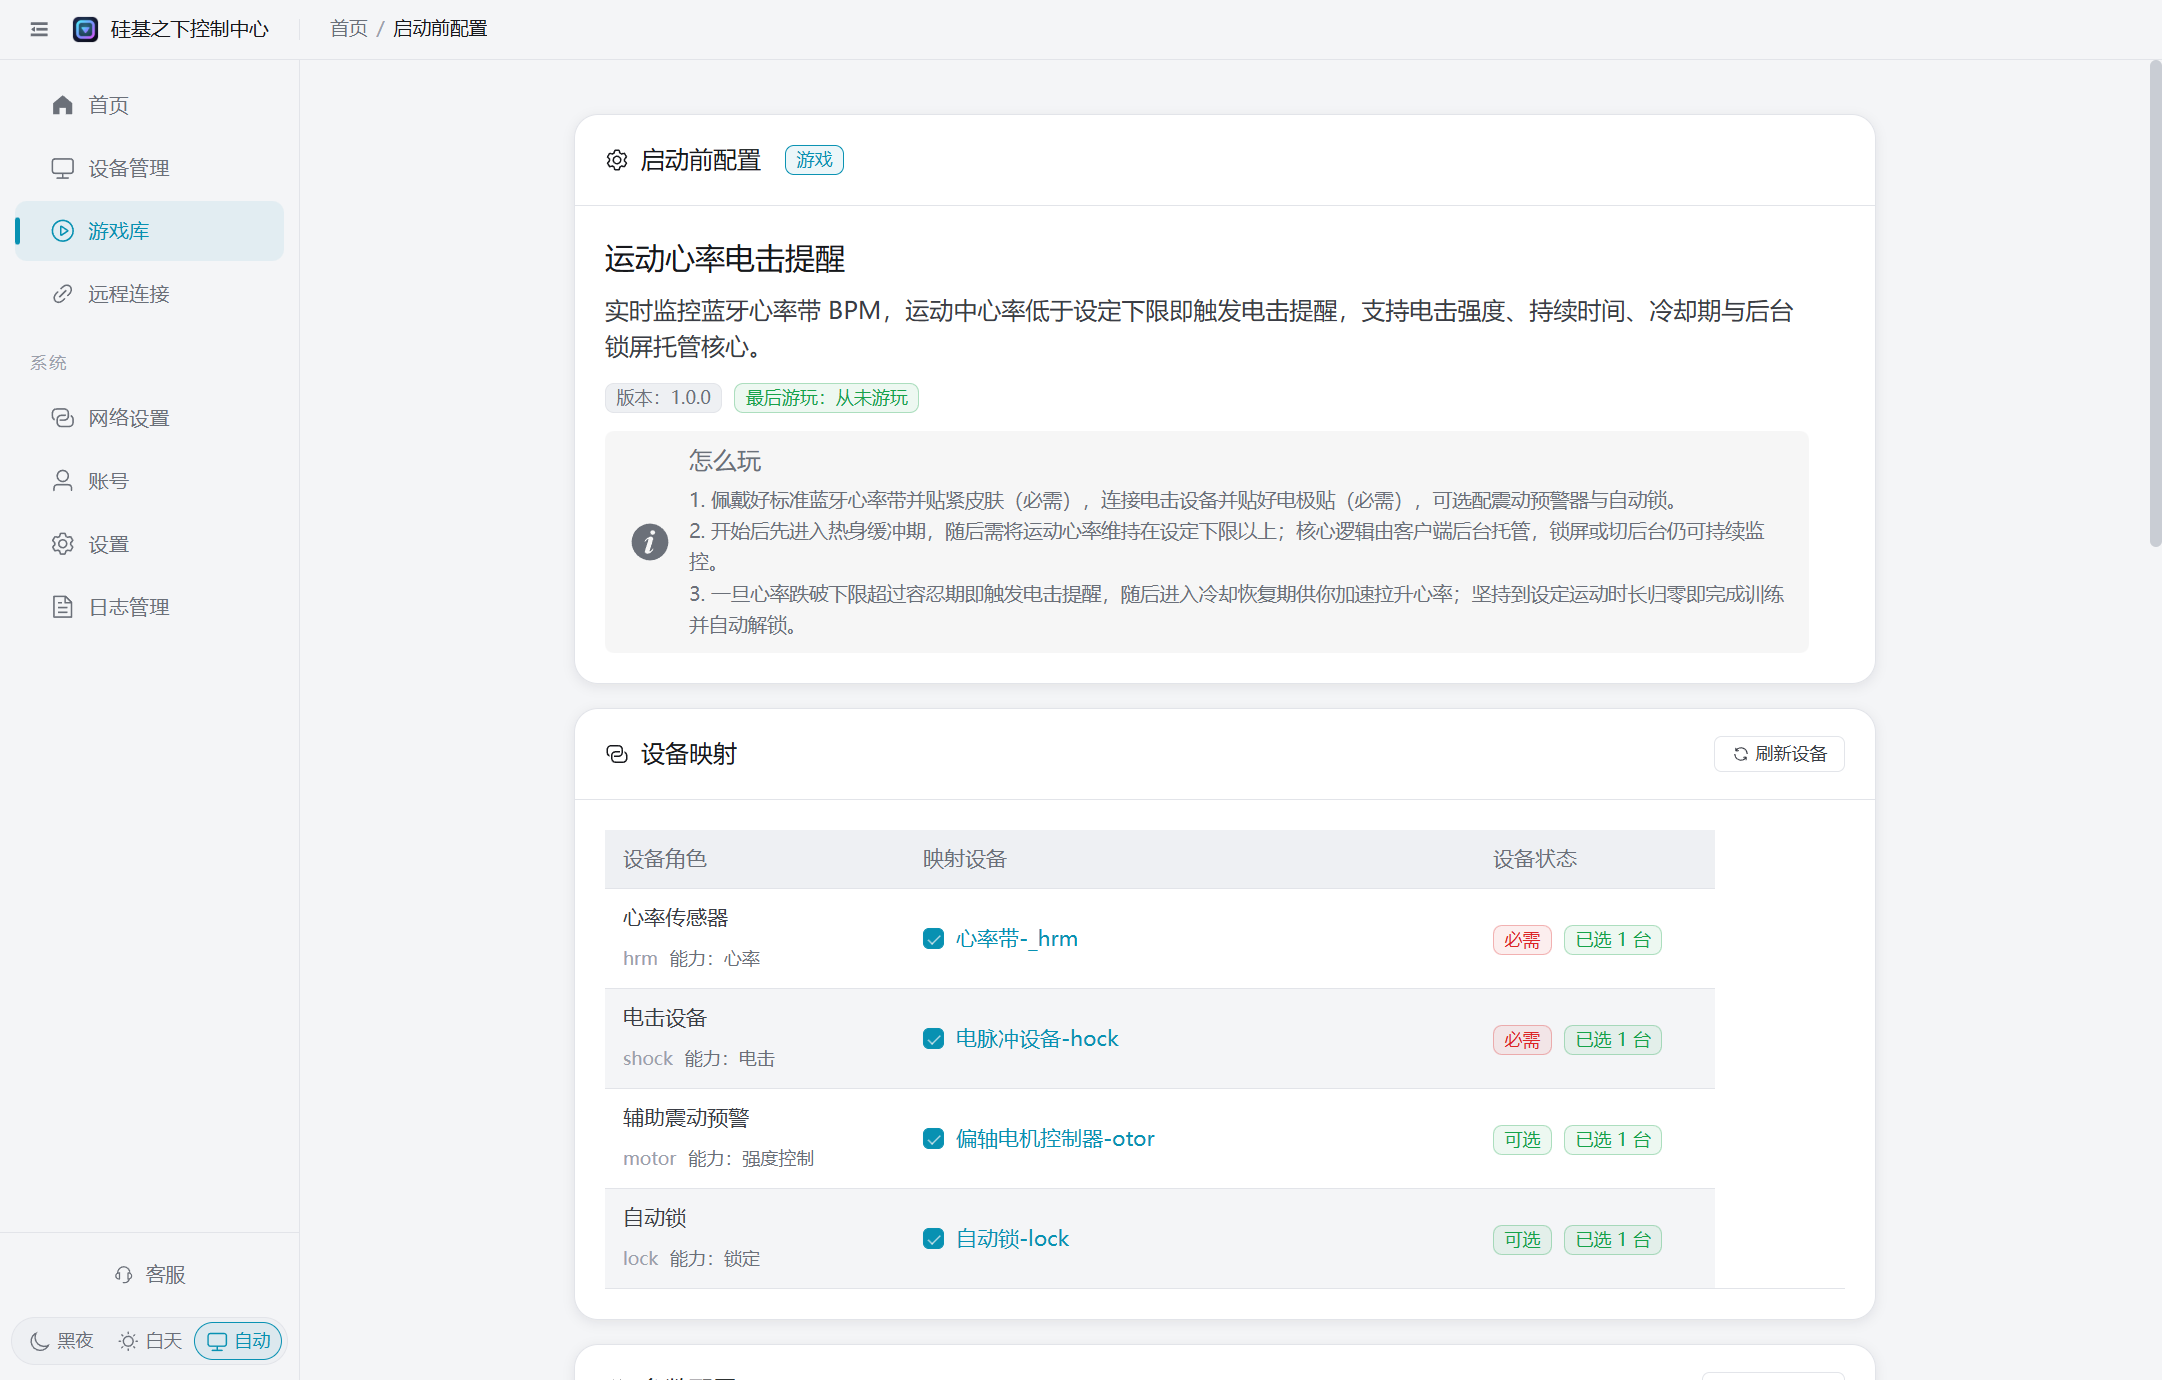 硅基之下控制中心
首页 / 启动前配置
首页
设备管理
游戏库
远程连接
系统
网络设置
账号
设置
日志管理
客服
黑夜
白天
自动
启动前配置
游戏
运动心率电击提醒
实时监控蓝牙心率带 BPM，运动中心率低于设定下限即触发电击提醒，支持电击强度、持续时间、冷却期与后台
锁屏托管核心。
版本：1.0.0
最后游玩：从未游玩
怎么玩
1. 佩戴好标准蓝牙心率带并贴紧皮肤（必需），连接电击设备并贴好电极贴（必需），可选配震动预警器与自动锁。
2. 开始后先进入热身缓冲期，随后需将运动心率维持在设定下限以上；核心逻辑由客户端后台托管，锁屏或切后台仍可持续监
控。
3. 一旦心率跌破下限超过容忍期即触发电击提醒，随后进入冷却恢复期供你加速拉升心率；坚持到设定运动时长归零即完成训练
并自动解锁。
设备映射
刷新设备
设备角色 映射设备 设备状态
心率传感器
hrm 能力：心率
心率带-_hrm
必需 已选 1 台
电击设备
shock 能力：电击
电脉冲设备-hock
必需 已选 1 台
辅助震动预警
motor 能力：强度控制
偏轴电机控制器-otor
可选 已选 1 台
自动锁
lock 能力：锁定
自动锁-lock
可选 已选 1 台